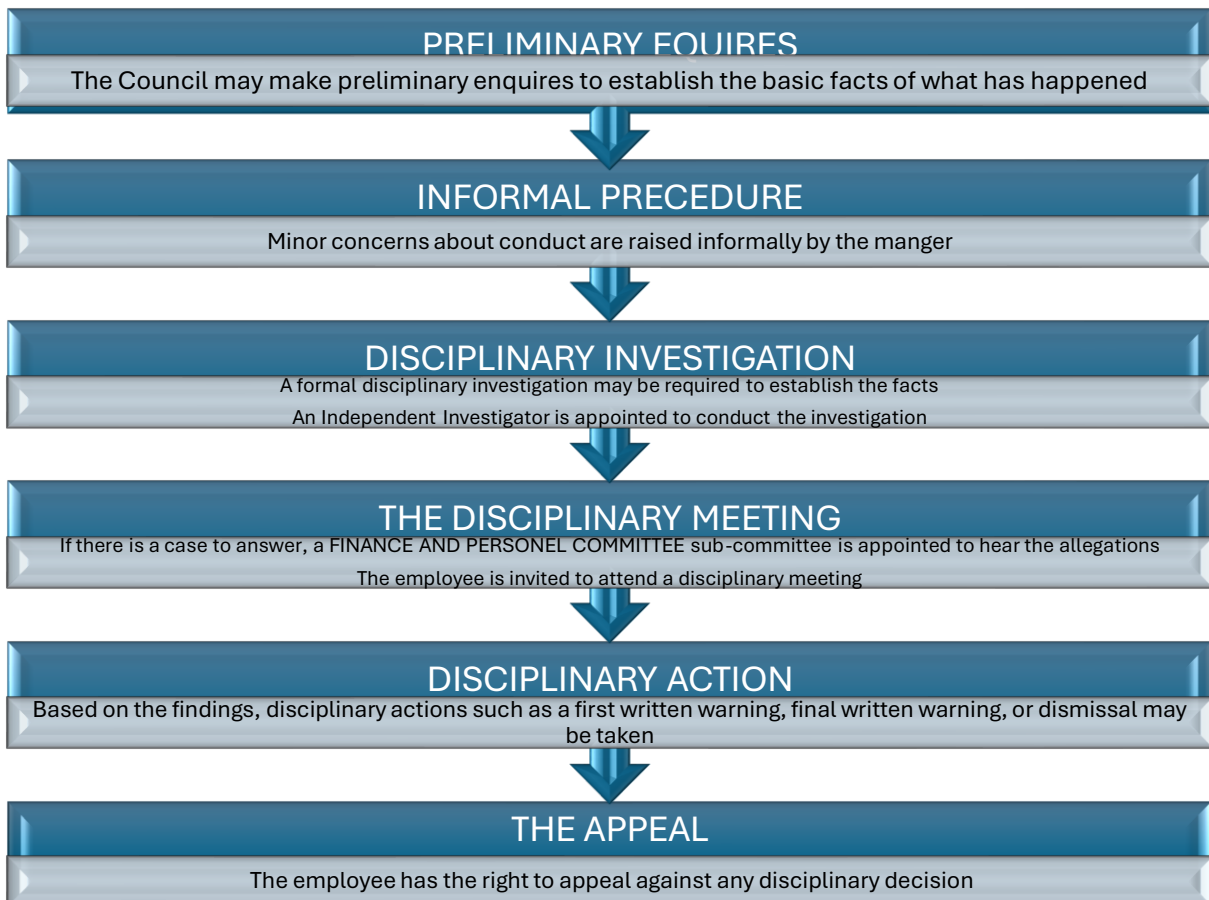 PRELIMINARY EQUIRES
The Council may make preliminary enquires to establish the basic facts of what has happened
INFORMAL PRECEDURE
Minor concerns about conduct are raised informally by the manger
DISCIPLINARY INVESTIGATION
A formal disciplinary investigation may be required to establish the facts
An Independent Investigator is appointed to conduct the investigation
THE DISCIPLINARY MEETING
If there is a case to answer, a FINANCE AND PERSONEL COMMITTEE sub-committee is appointed to hear the allegations
The employee is invited to attend a disciplinary meeting
DISCIPLINARY ACTION
Based on the findings, disciplinary actions such as a first written warning, final written warning, or dismissal may
be taken
THE APPEAL
The employee has the right to appeal against any disciplinary decision